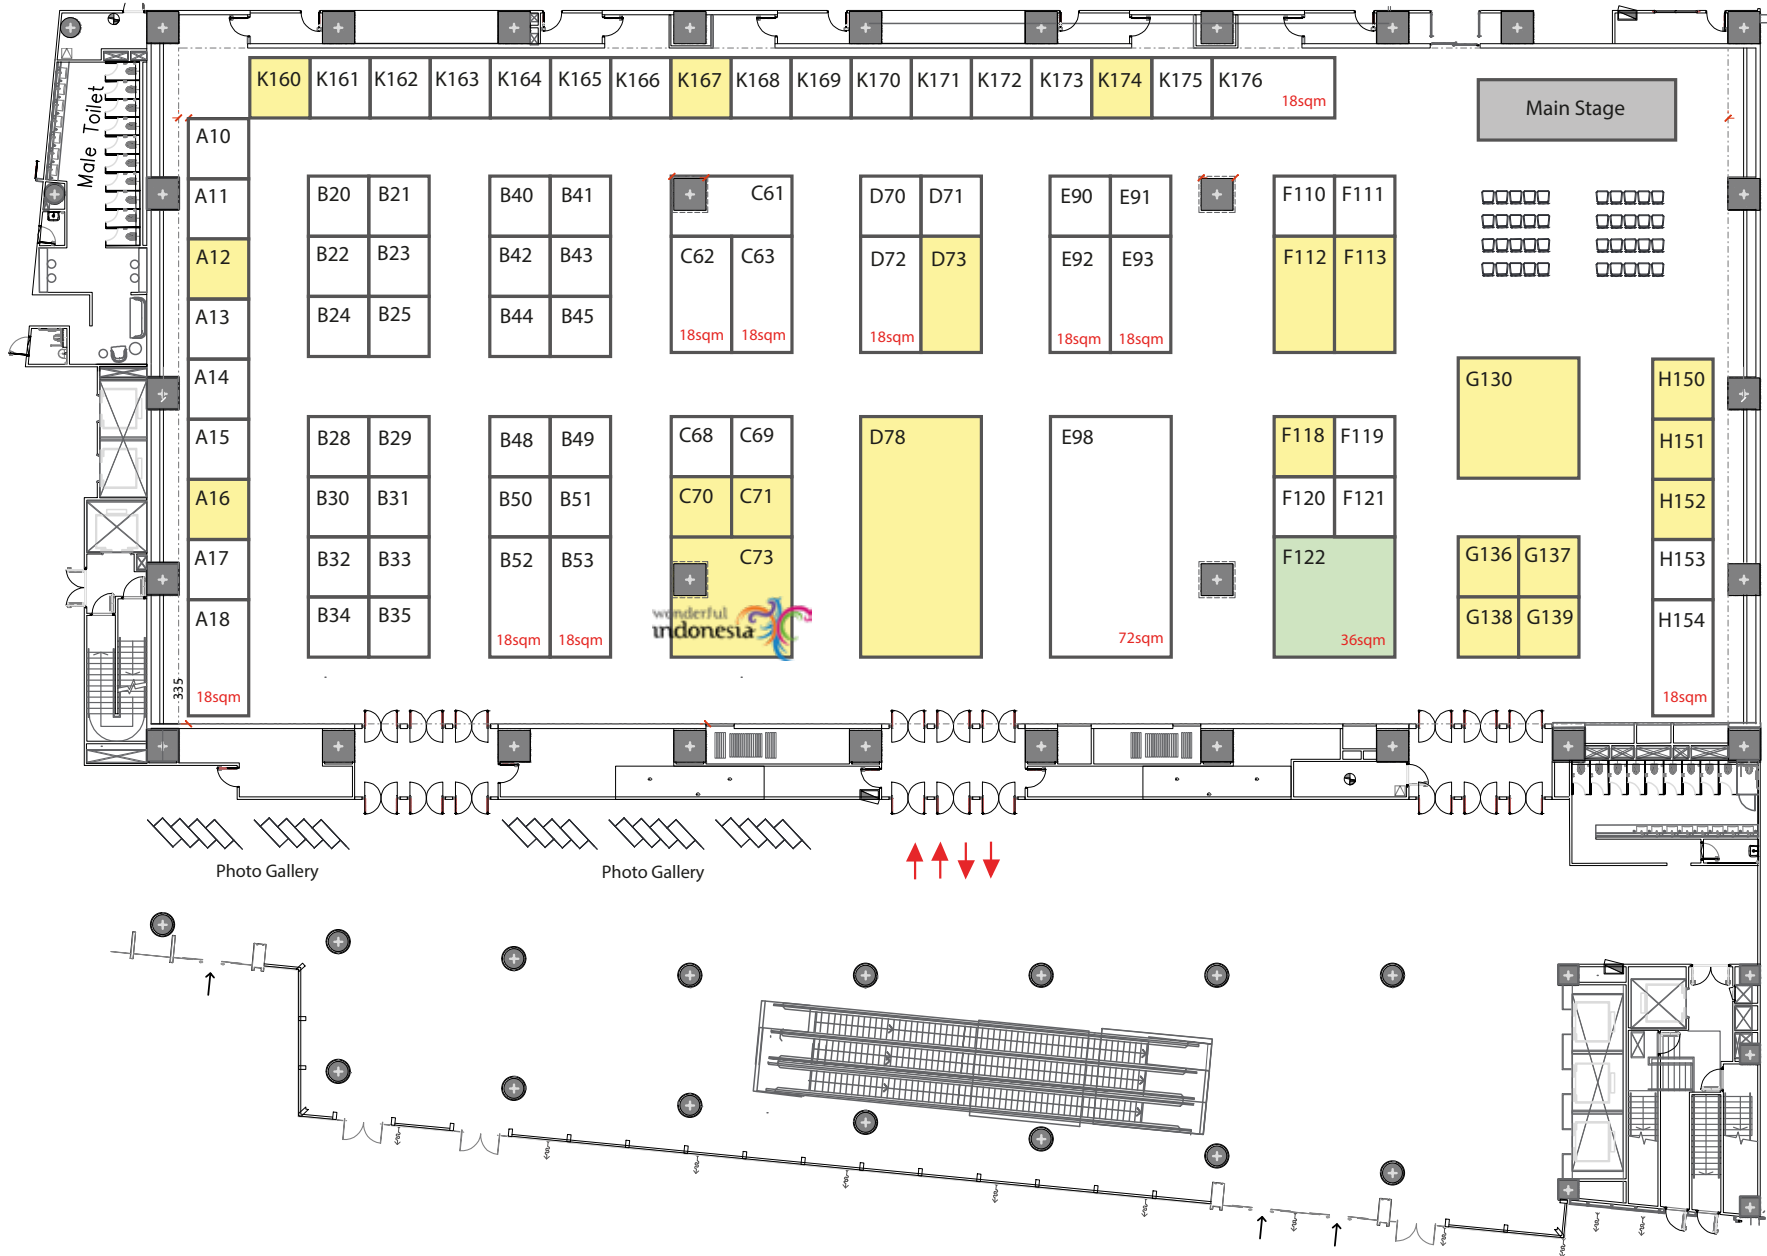 K160 K161 K162 K163 K164 K165 K166 K167 K168 K169 K170 K171 K172 K173 K174 K175 K176
18sqm
Main Stage
Male Toilet
A10
A11
A12
A13
A14
A15
A16
A17
A18
18sqm
335
B20 B21
B22 B23
B24 B25
B28 B29
B30 B31
B32 B33
B34 B35
B40 B41
B42 B43
B44 B45
B48 B49
B50 B51
B52 B53
18sqm 18sqm
C61
C62 C63
18sqm 18sqm
C68 C69
C70 C71
C73
wonderful
indonesia
D70 D71
D72 D73
18sqm
D78
E90 E91
E92 E93
18sqm 18sqm
E98
72sqm
F110 F111
F112 F113
F118 F119
F120 F121
F122
36sqm
G130
G136 G137
G138 G139
H150
H151
H152
H153
H154
18sqm
Photo Gallery
Photo Gallery